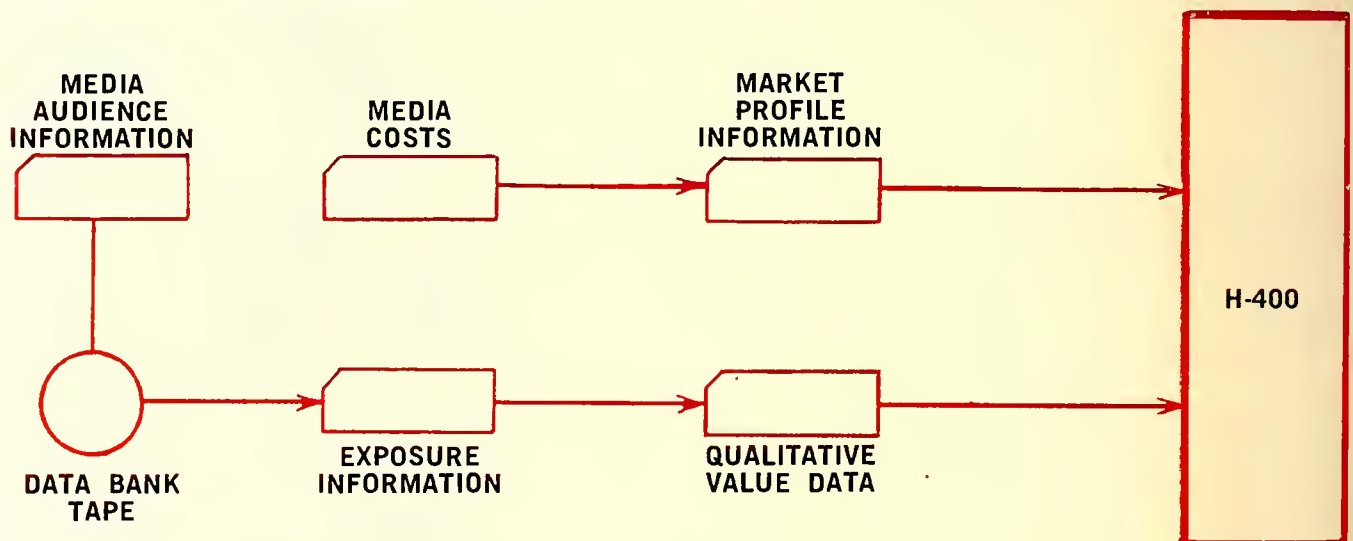 MEDIA
AUDIENCE
INFORMATION
MEDIA
COSTS
MARKET
PROFILE
INFORMATION
H-400
DATA BANK
TAPE
EXPOSURE
INFORMATION
QUALITATIVE
VALUE DATA